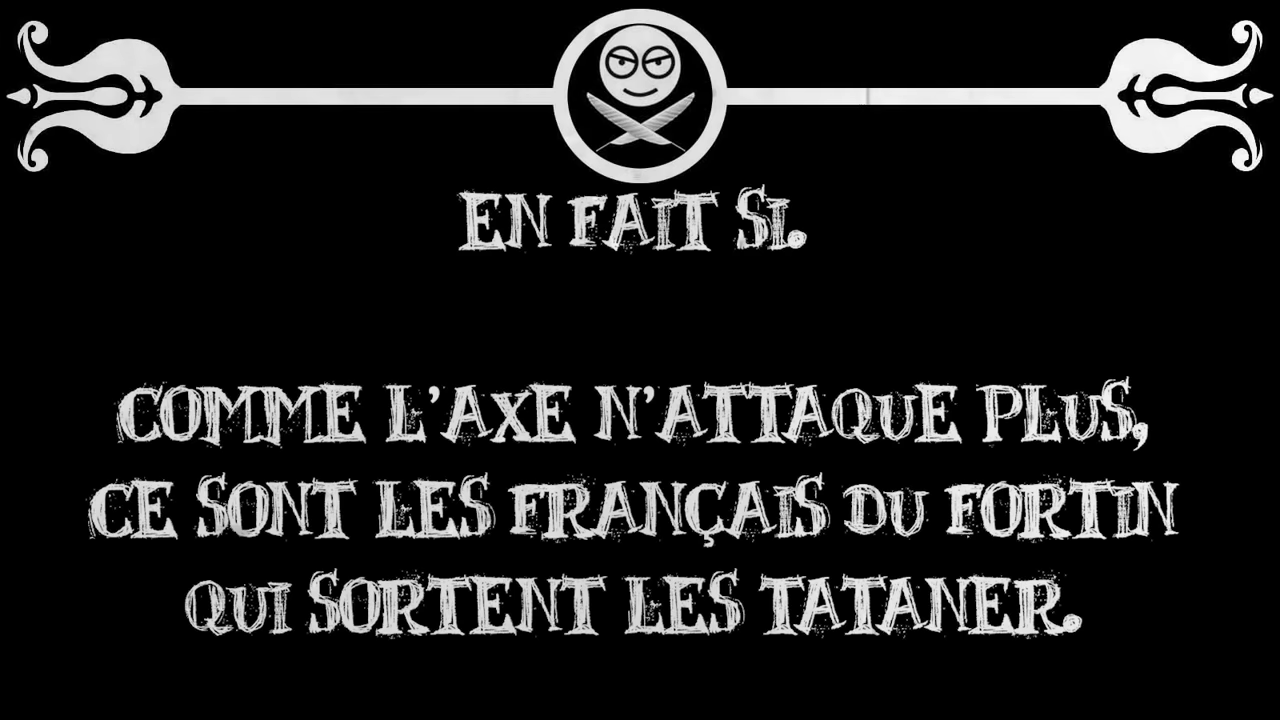 EN FAIT SI.
COMME L'AXE N'ATTAQUE PLUS,
CE SONT LES FRANÇAIS DU FORTIN
QUI SORTENT LES TATANER.